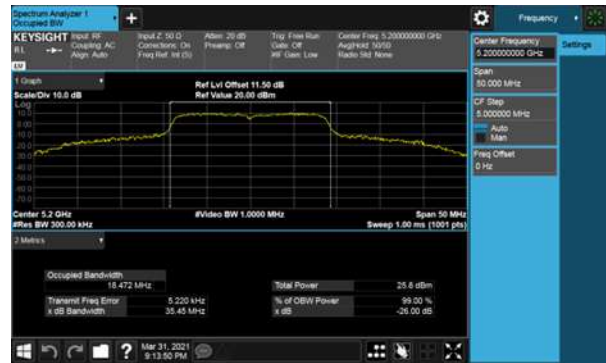 Spectrum Analyzer 1
Occupied BW
Frequency
KEYSIGHT
Input: RF
Coupling: AC
Align: Auto
Input Z: 50 Ω
Corrections: On
Freq Ref: Int (S)
Atten: 20 dB
Preamp: Off
Trig: Free Run
Gate: Off
#IF Gain: Low
Center Freq: 5.200000000 GHz
Avg|Hold: 50/50
Radio Std: None
Center Frequency
5.200000000 GHz
Settings
Span
50.000 MHz
CF Step
5.000000 MHz
Auto
Man
Freq Offset
0 Hz
1 Graph
Scale/Div 10.0 dB
Ref Lvl Offset 11.50 dB
Ref Value 20.00 dBm
Log
10.0
0.00
-10.0
-20.0
-30.0
-40.0
-50.0
-60.0
-70.0
Center 5.2 GHz
#Res BW 300.00 kHz
#Video BW 1.0000 MHz
Span 50 MHz
Sweep 1.00 ms (1001 pts)
2 Metrics
Occupied Bandwidth
18.472 MHz
Total Power
25.8 dBm
Transmit Freq Error
5.220 kHz
% of OBW Power
99.00 %
x dB Bandwidth
35.45 MHz
x dB
-26.00 dB
Mar 31, 2021
9:13:50 PM